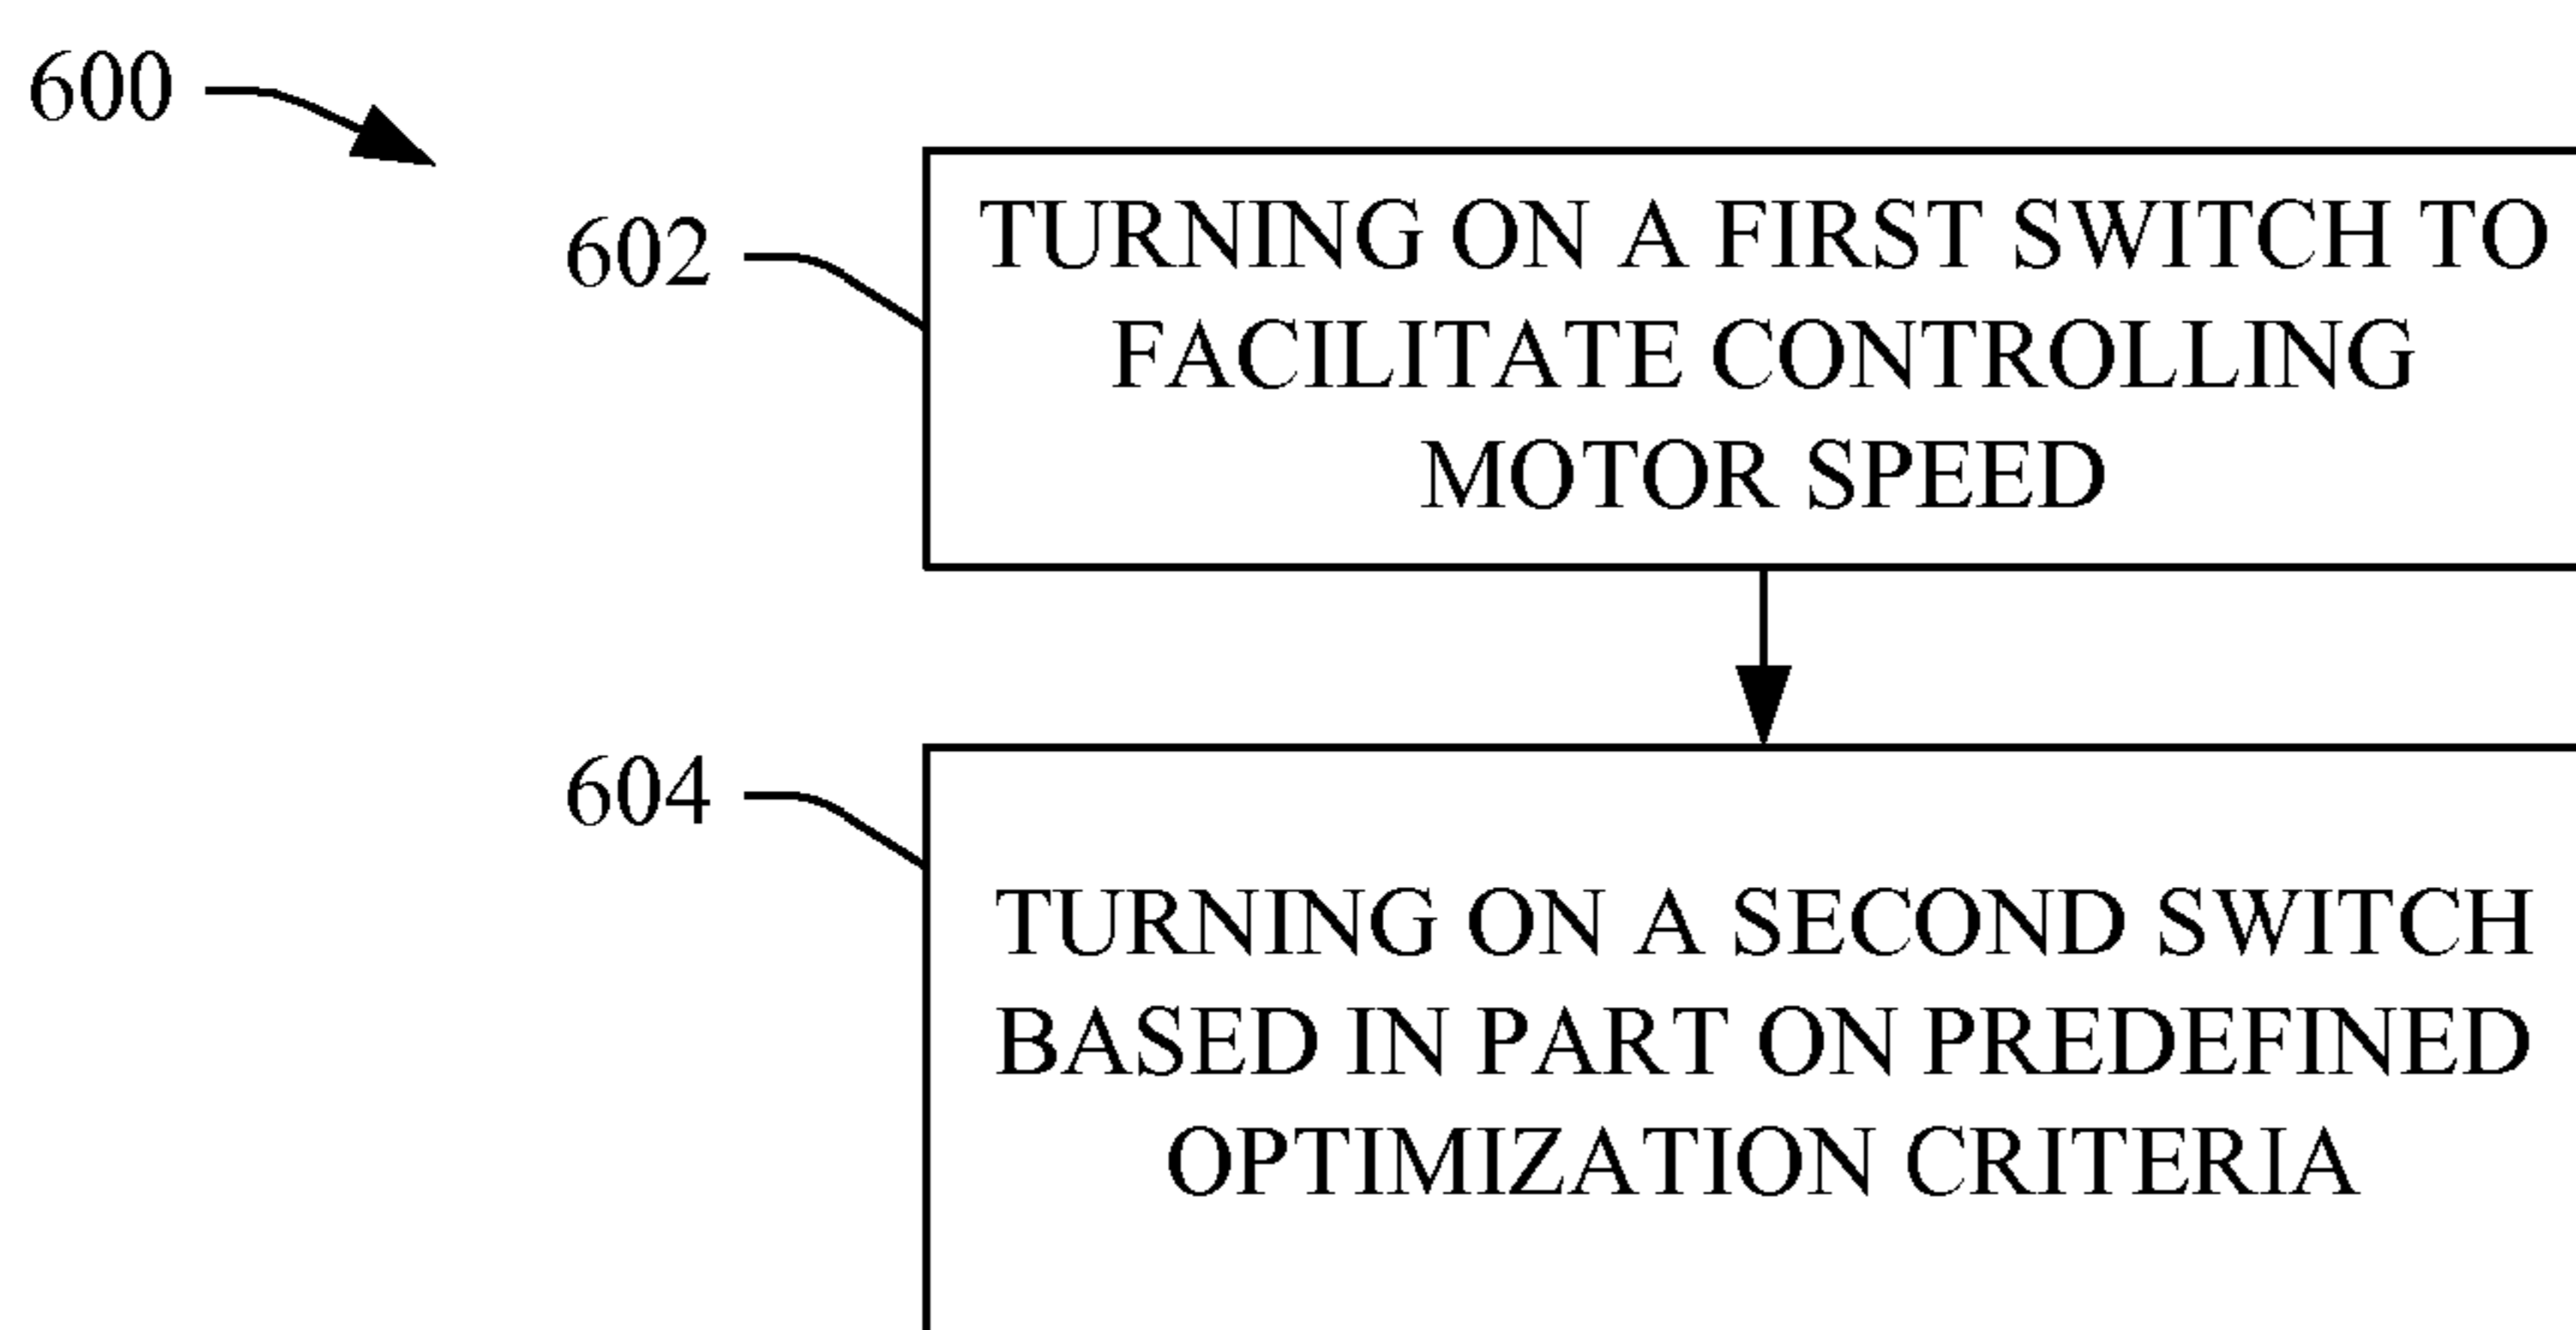 600
602
TURNING ON A FIRST SWITCH TO
FACILITATE CONTROLLING
MOTOR SPEED
604
TURNING ON A SECOND SWITCH
BASED IN PART ON PREDEFINED
OPTIMIZATION CRITERIA